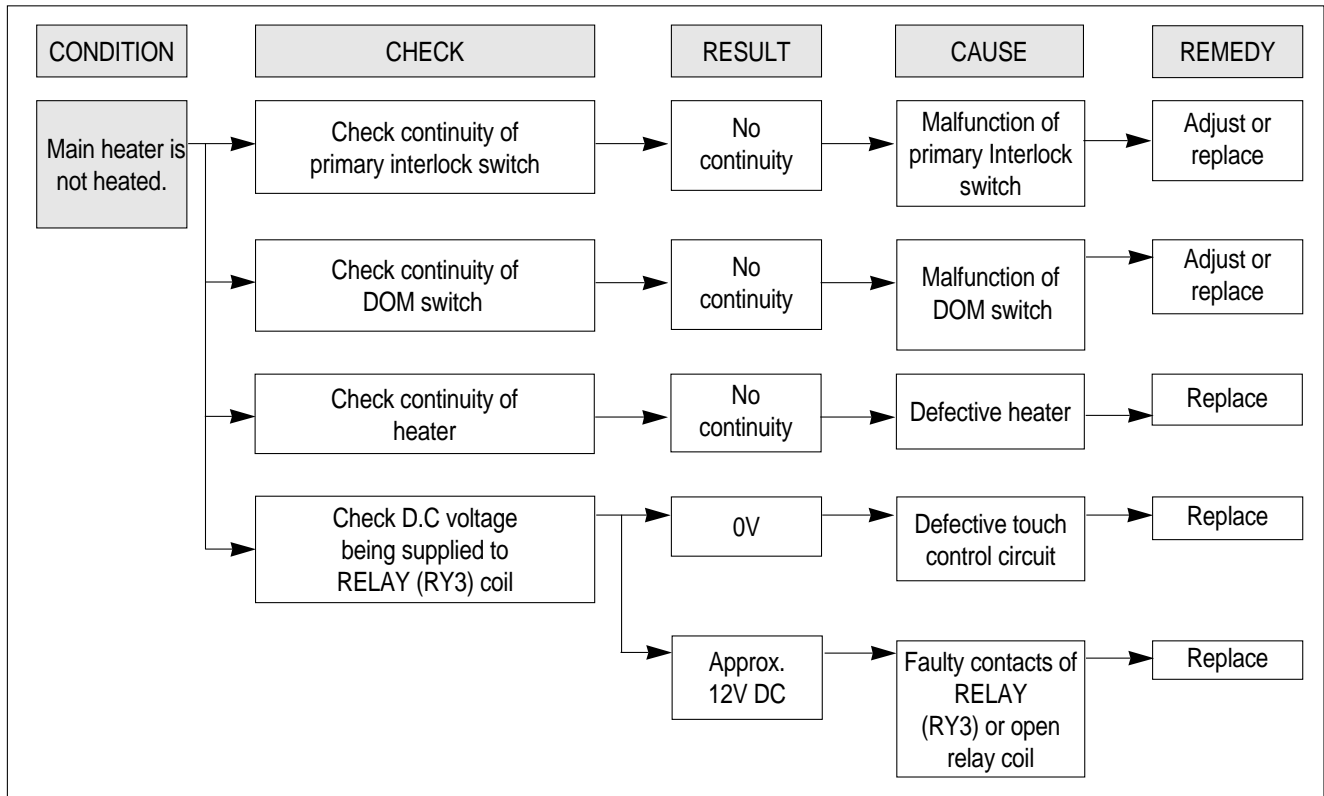 CONDITION
CHECK
RESULT
CAUSE
REMEDY
Main heater is
not heated.
Check continuity of
primary interlock switch
No
continuity
Malfunction of
primary Interlock
switch
Adjust or
replace
Check continuity of
DOM switch
No
continuity
Malfunction of
DOM switch
Adjust or
replace
Check continuity of
heater
No
continuity
Defective heater
Replace
Check D.C voltage
being supplied to
RELAY (RY3) coil
0V
Defective touch
control circuit
Replace
Approx.
12V DC
Faulty contacts of
RELAY
(RY3) or open
relay coil
Replace